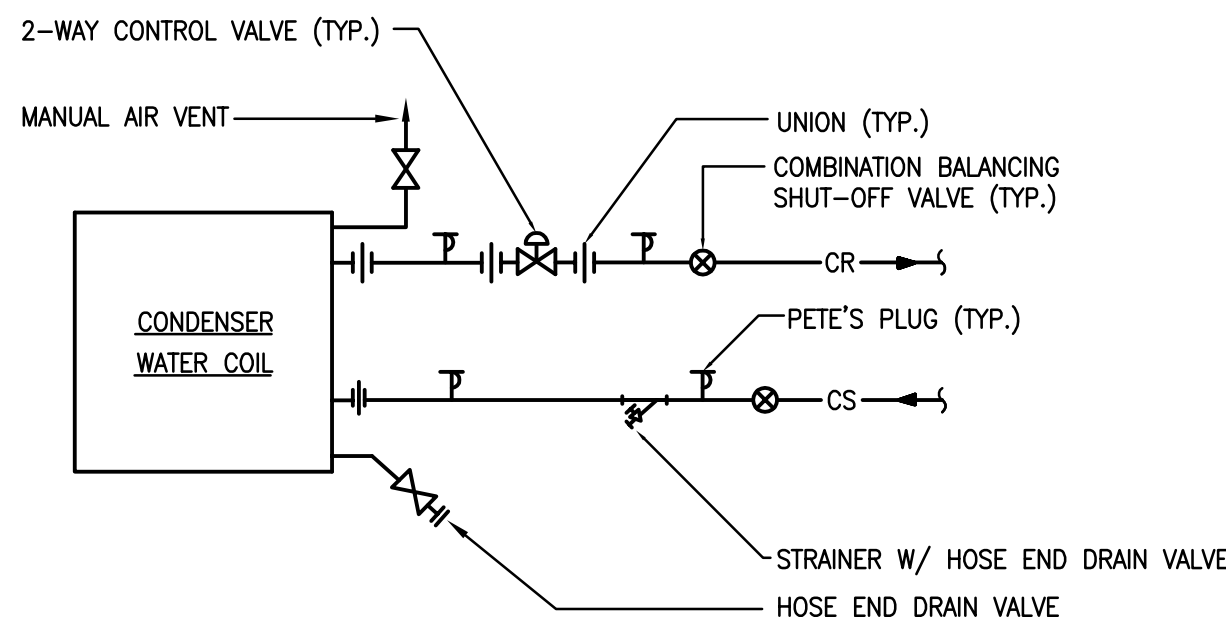 2-WAY CONTROL VALVE (TYP.)
MANUAL AIR VENT
UNION (TYP.)
COMBINATION BALANCING
SHUT-OFF VALVE (TYP.)
CR
CONDENSER
WATER COIL
PETE'S PLUG (TYP.)
CS
STRAINER W/ HOSE END DRAIN VALVE
HOSE END DRAIN VALVE